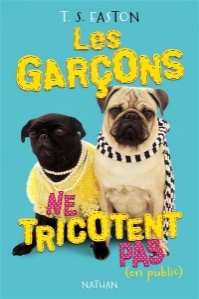 T. S. EASTON
Les
GARÇONS
NE
TRICOTENT
PAS
(en public)
NATHAN